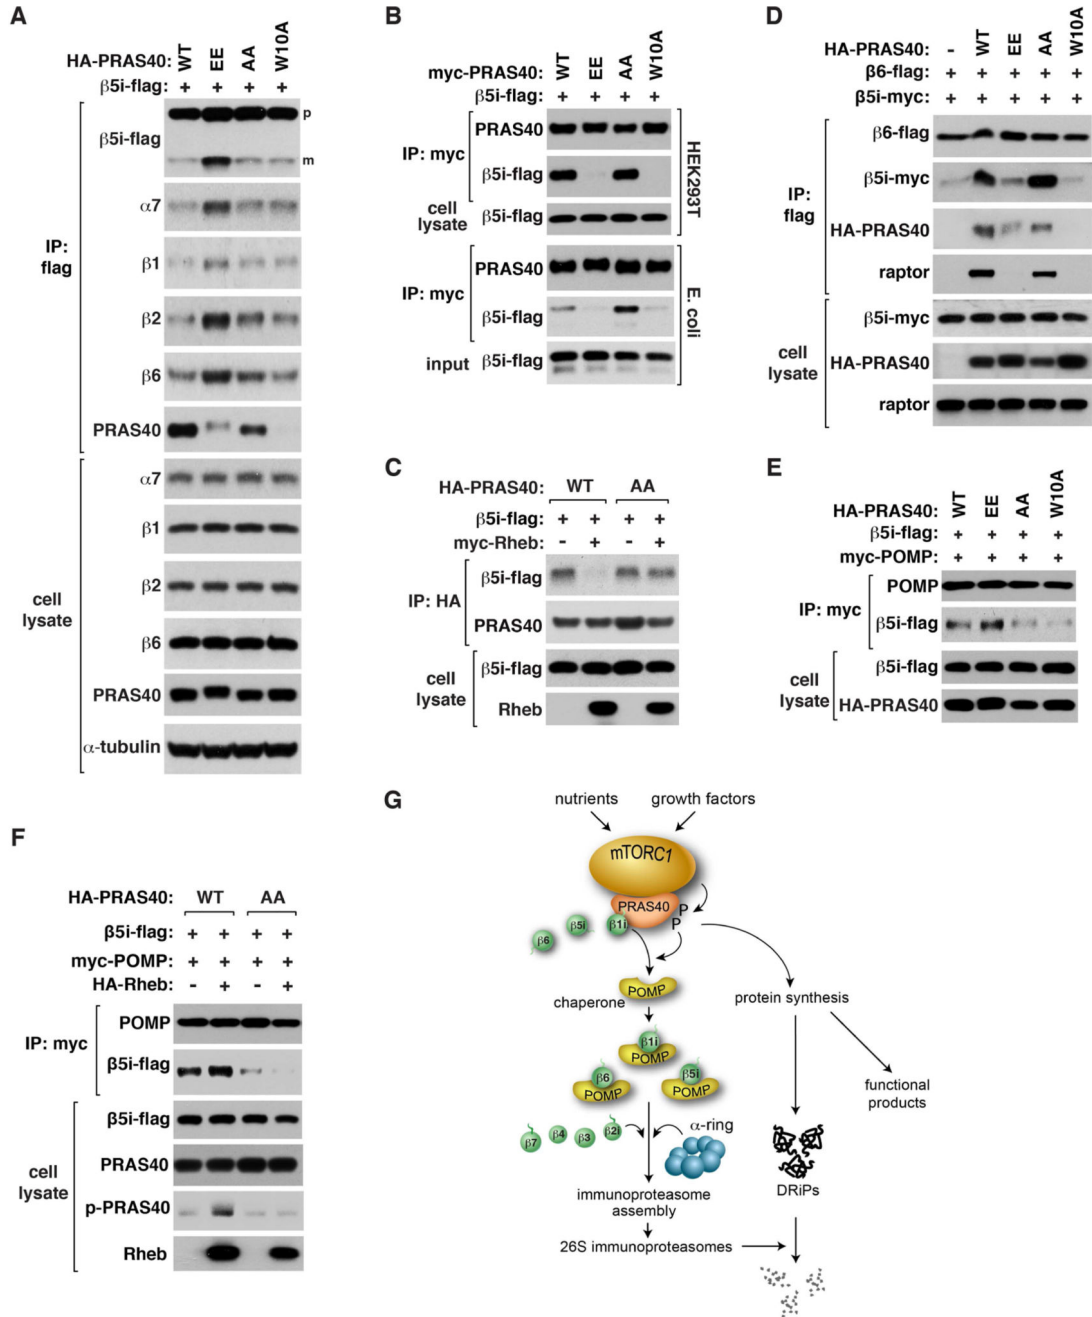 A
HA-PRAS40: WT EE AA W10A
β5i-flag: + + + +
β5i-flag
p
m
α7
β1
β2
β6
PRAS40
IP:
flag
α7
β1
β2
β6
PRAS40
α-tubulin
cell
lysate
B
myc-PRAS40: WT EE AA W10A
β5i-flag: + + + +
IP: myc
PRAS40
β5i-flag
cell
lysate
β5i-flag
HEK293T
IP: myc
PRAS40
β5i-flag
input β5i-flag
E. coli
C
HA-PRAS40: WT AA
β5i-flag: + + + +
myc-Rheb: - + - +
IP: HA
β5i-flag
PRAS40
cell
lysate
β5i-flag
Rheb
D
HA-PRAS40: - WT EE AA W10A
β6-flag: + + + + +
β5i-myc: + + + + +
IP:
flag
β6-flag
β5i-myc
HA-PRAS40
raptor
cell
lysate
β5i-myc
HA-PRAS40
raptor
E
HA-PRAS40: WT EE AA W10A
β5i-flag: + + + +
myc-POMP: + + + +
IP: myc
POMP
β5i-flag
cell
lysate
β5i-flag
HA-PRAS40
F
HA-PRAS40: WT AA
β5i-flag: + + + +
myc-POMP: + + + +
HA-Rheb: - + - +
IP: myc
POMP
β5i-flag
cell
lysate
β5i-flag
PRAS40
p-PRAS40
Rheb
G
nutrients growth factors
mTORC1
PRAS40
P
P
β6 β5i β1i
chaperone
POMP
protein synthesis
β1i
POMP
β6
POMP
β5i
POMP
functional
products
β7 β4 β3 β2i
α-ring
DRiPs
immunoproteasome
assembly
26S immunoproteasomes